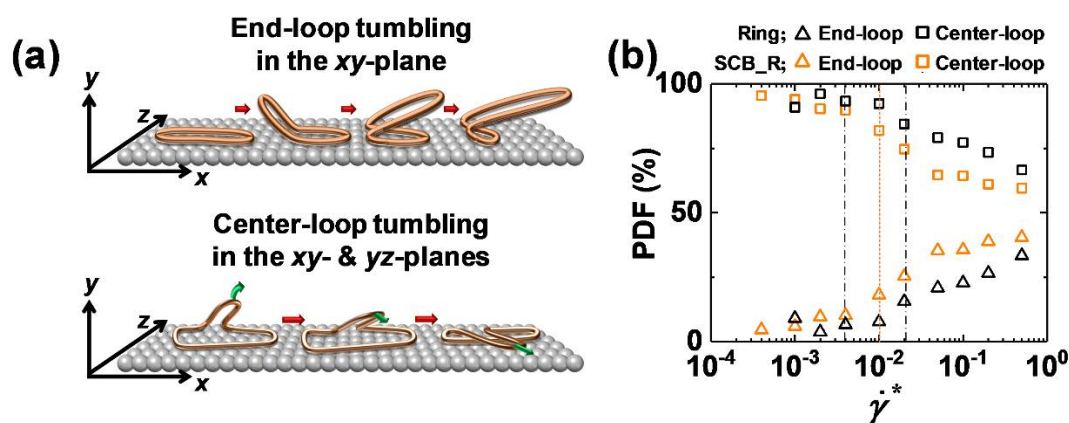 (a)
End-loop tumbling
in the xy-plane
y
z
x
Center-loop tumbling
in the xy- & yz-planes
y
z
x
(b)
Ring; △ End-loop □ Center-loop
SCB_R; △ End-loop □ Center-loop
100
50
0
PDF (%)
10⁻⁴ 10⁻³ 10⁻² 10⁻¹ 10⁰
γ̇*